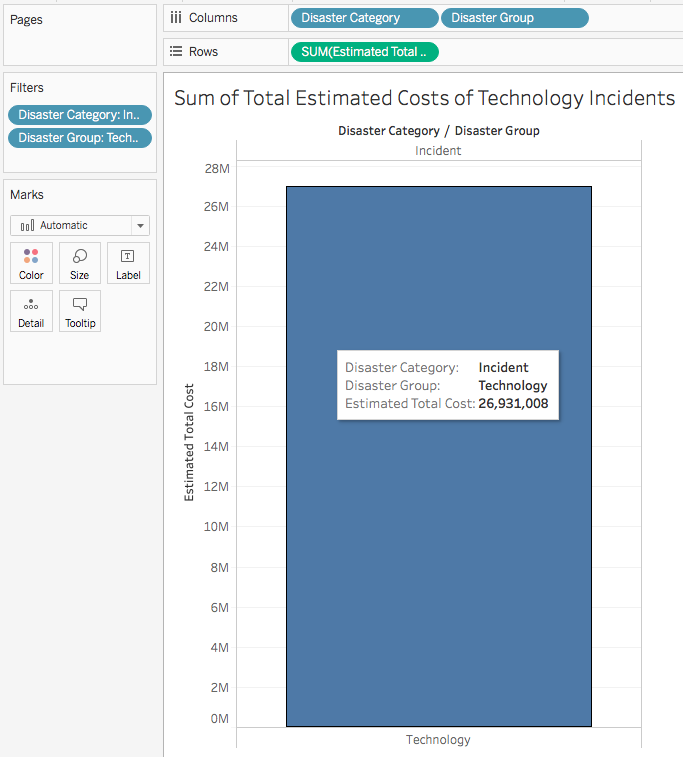 Pages
Columns
Disaster Category
Disaster Group
Rows
SUM(Estimated Total ..
Filters
Disaster Category: In..
Disaster Group: Tech..
Marks
Automatic
Color
Size
T
Label
Detail
Tooltip
Sum of Total Estimated Costs of Technology Incidents
Disaster Category / Disaster Group
Incident
28M
26M
24M
22M
20M
18M
16M
14M
12M
10M
8M
6M
4M
2M
0M
Estimated Total Cost
Disaster Category: Incident
Disaster Group: Technology
Estimated Total Cost: 26,931,008
Technology